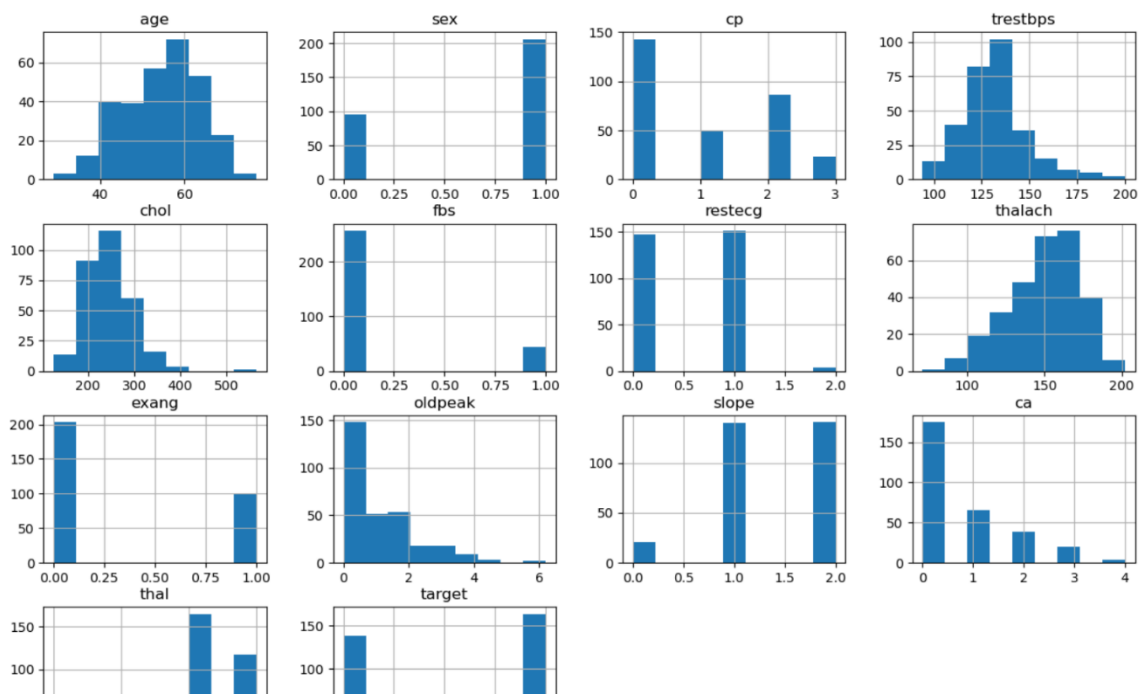 age sex cp trestbps
60 200 150 100
40 150 100 75
20 100 50 50
0 50 0 25
0 0
40 60 0.00 0.25 0.50 0.75 1.00 0 1 2 3 100 125 150 175 200
chol fbs restecg thalach
100 200 150 60
75 100 100 40
50 0 50 20
25 0 0
0
200 300 400 500 0.00 0.25 0.50 0.75 1.00 0.0 0.5 1.0 1.5 2.0 100 150 200
exang oldpeak slope ca
200 150 100 150
150 100 50 100
100 50 0 50
50 0 0
0
0.00 0.25 0.50 0.75 1.00 0 2 4 6 0.0 0.5 1.0 1.5 2.0 0 1 2 3 4
thal target
150 150
100 100